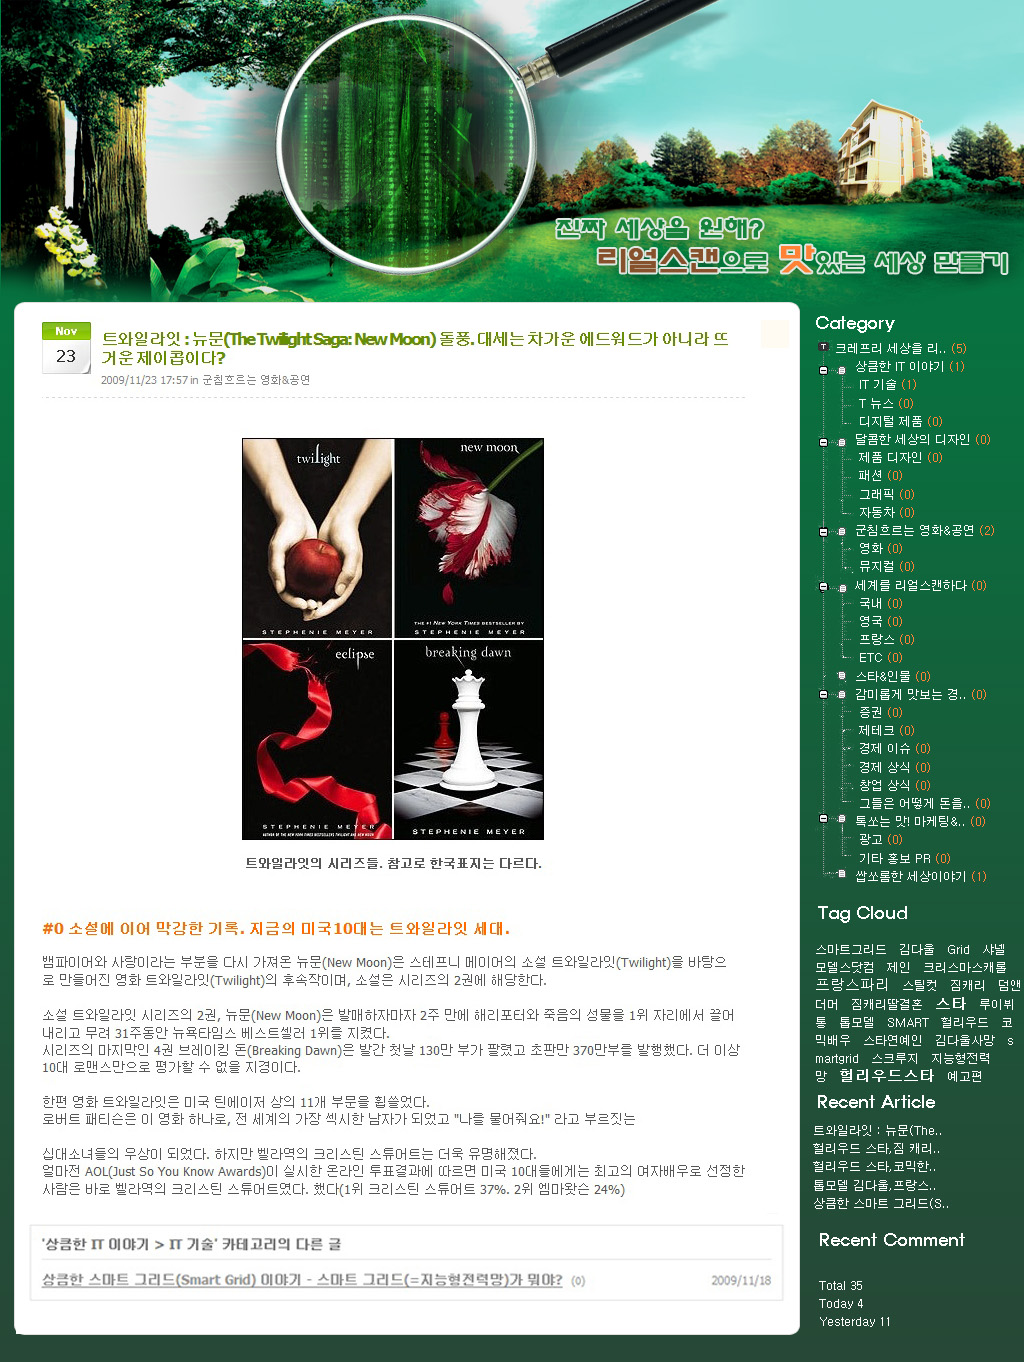 진짜 세상을 원해?
리얼스캔으로 맛있는 세상 만들기
Nov
23
트와일라잇 : 뉴문(The Twilight Saga: New Moon) 돌풍. 대세는 차가운 에드워드가 아니라 뜨
거운 제이콥이다?
2009/11/23 17:57 in 군침흐르는 영화&공연
twilight
STEPHENIE MEYER
new moon
THE #1 NEW YORK TIMES BESTSELLER BY
STEPHENIE MEYER
eclipse
STEPHENIE MEYER
breaking dawn
STEPHENIE MEYER
트와일라잇의 시리즈들. 참고로 한국표지는 다르다.
#0 소설에 이어 막강한 기록. 지금의 미국10대는 트와일라잇 세대.
뱀파이어와 사랑이라는 부분을 다시 가져온 뉴문(New Moon)은 스테프니 메이어의 소설 트와일라잇(Twilight)을 바탕으
로 만들어진 영화 트와일라잇(Twilight)의 후속작이며, 소설은 시리즈의 2권에 해당한다.
소설 트와일라잇 시리즈의 2권, 뉴문(New Moon)은 발매하자마자 2주 만에 해리포터와 죽음의 성물을 1위 자리에서 끌어
내리고 무려 31주동안 뉴욕타임스 베스트셀러 1위를 지켰다.
시리즈의 마지막인 4권 브레이킹 돈(Breaking Dawn)은 발간 첫날 130만 부가 팔렸고 초판만 370만부를 발행했다. 더 이상
10대 로맨스만으로 평가할 수 없을 지경이다.
한편 영화 트와일라잇은 미국 틴에이저 상의 11개 부문을 휩쓸었다.
로버트 패티슨은 이 영화 하나로, 전 세계의 가장 섹시한 남자가 되었고 "나를 물어줘요!" 라고 부르짓는
십대소녀들의 우상이 되었다. 하지만 벨라역의 크리스틴 스튜어트는 더욱 유명해졌다.
얼마전 AOL(Just So You Know Awards)이 실시한 온라인 투표결과에 따르면 미국 10대들에게는 최고의 여자배우로 선정한
사람은 바로 벨라역의 크리스틴 스튜어트였다. 했다(1위 크리스틴 스튜어트 37%. 2위 엠마왓슨 24%)
'상큼한 IT 이야기 > IT 기술' 카테고리의 다른 글
상큼한 스마트 그리드(Smart Grid) 이야기 - 스마트 그리드(=지능형전력망)가 뭐야? (0) 2009/11/18
Category
크레프리 세상을 리.. (5)
상큼한 IT 이야기 (1)
IT 기술 (1)
T 뉴스 (0)
디지털 제품 (0)
달콤한 세상의 디자인 (0)
제품 디자인 (0)
패션 (0)
그래픽 (0)
자동차 (0)
군침흐르는 영화&공연 (2)
영화 (0)
뮤지컬 (0)
세계를 리얼스캔하다 (0)
국내 (0)
영국 (0)
프랑스 (0)
ETC (0)
스타&인물 (0)
감미롭게 맛보는 경.. (0)
증권 (0)
제테크 (0)
경제 이슈 (0)
경제 상식 (0)
창업 상식 (0)
그들은 어떻게 돈을.. (0)
톡쏘는 맛! 마케팅&.. (0)
광고 (0)
기타 홍보 PR (0)
쌉쏘롬한 세상이야기 (1)
Tag Cloud
스마트그리드 김다울 Grid 샤넬
모델스닷컴 제인 크리스마스캐롤
프랑스파리 스틸컷 짐캐리 덤앤
더머 짐캐리딸결혼 스타 루이뷔
통 톱모델 SMART 헐리우드 코
믹배우 스타연예인 김다울사망 s
martgrid 스크루지 지능형전력
망 헐리우드스타 예고편
Recent Article
트와일라잇 : 뉴문(The..
헐리우드 스타,짐 캐리..
헐리우드 스타,코믹한..
톱모델 김다울,프랑스..
상큼한 스마트 그리드(S..
Recent Comment
Total 35
Today 4
Yesterday 11